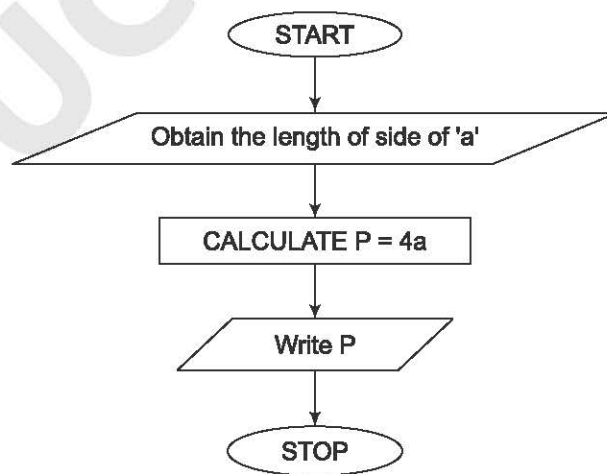 START
Obtain the length of side of 'a'
CALCULATE P = 4a
Write P
STOP